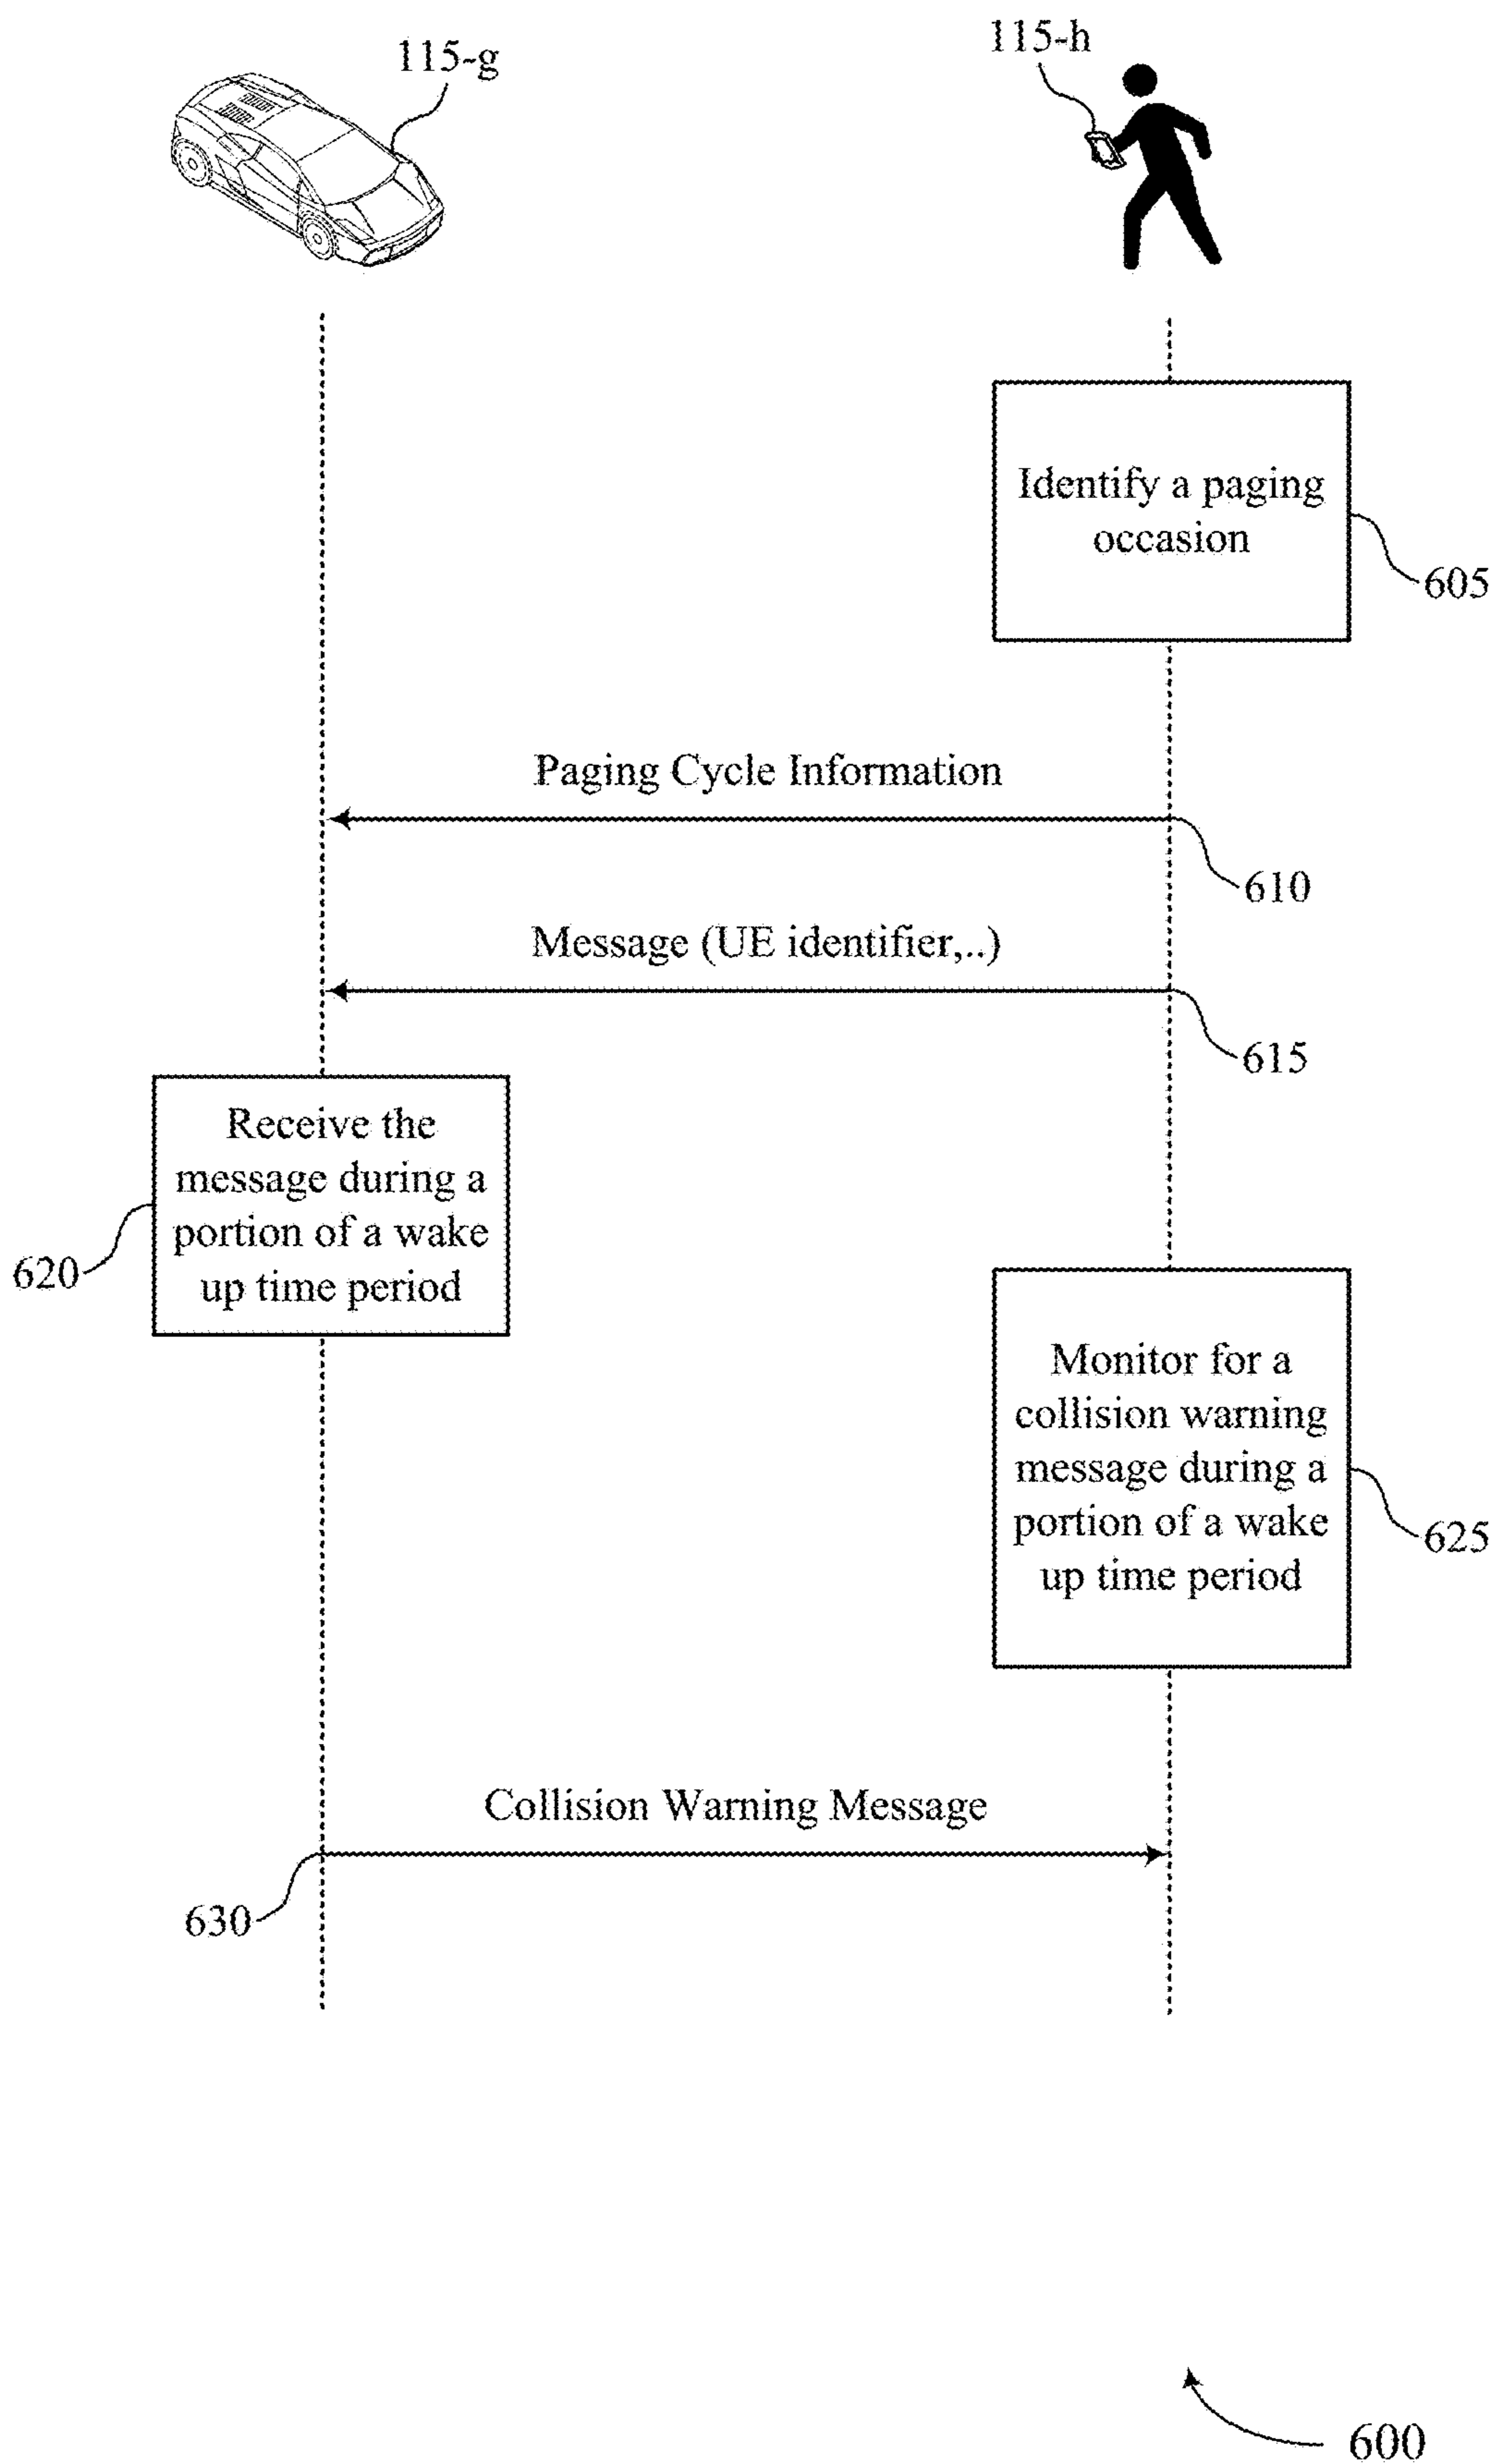 115-g
115-h
Identify a paging
occasion
605
Paging Cycle Information
610
Message (UE identifier,..)
615
Receive the
message during a
portion of a wake
up time period
620
Monitor for a
collision warning
message during a
portion of a wake
up time period
625
Collision Warning Message
630
600